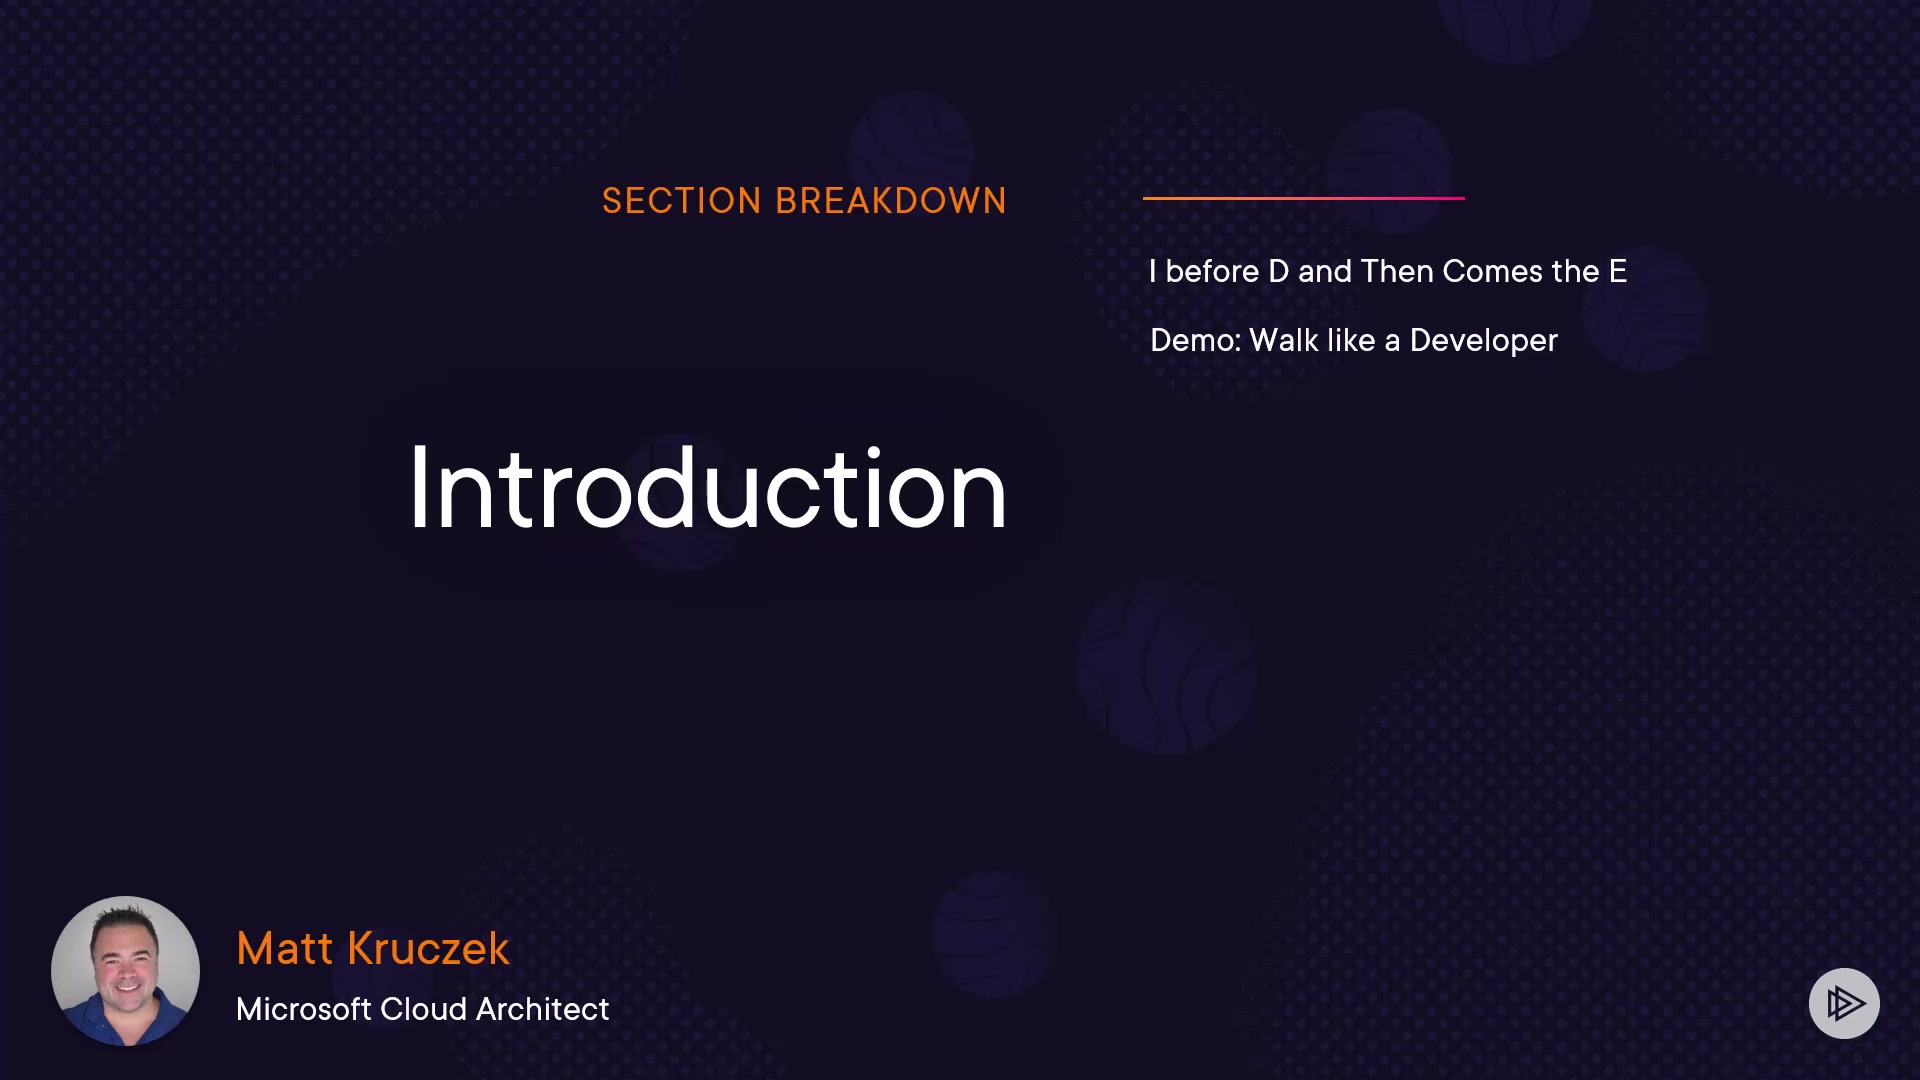 SECTION BREAKDOWN
Introduction
I before D and Then Comes the E
Demo: Walk like a Developer
Matt Kruczek
Microsoft Cloud Architect